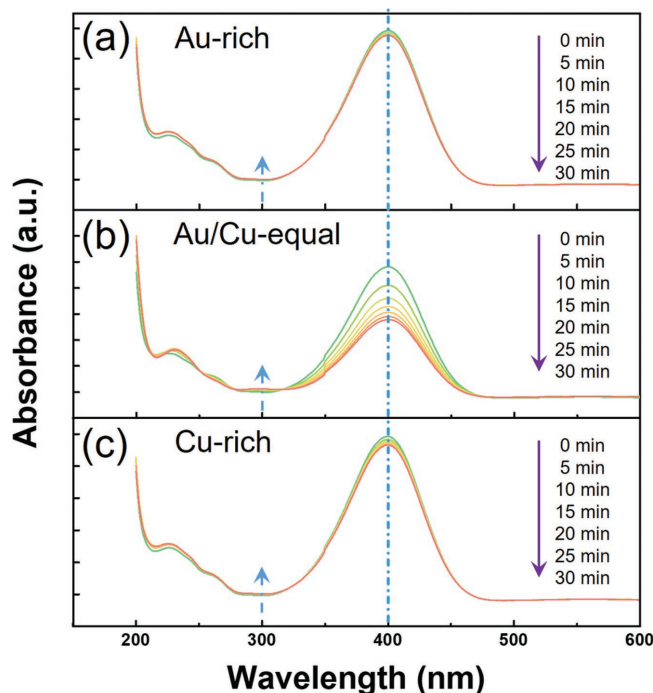 (a) Au-rich
0 min
5 min
10 min
15 min
20 min
25 min
30 min
(b) Au/Cu-equal
0 min
5 min
10 min
15 min
20 min
25 min
30 min
(c) Cu-rich
0 min
5 min
10 min
15 min
20 min
25 min
30 min
Absorbance (a.u.)
200 300 400 500 600
Wavelength (nm)